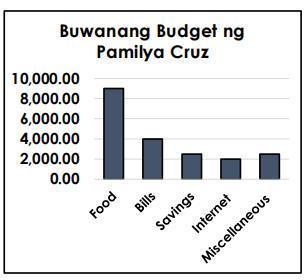 Buwanang Budget ng
Pamilya Cruz
10,000.00
8,000.00
6,000.00
4,000.00
2,000.00
0.00
Food
Bills
Savings
Internet
Miscellaneous